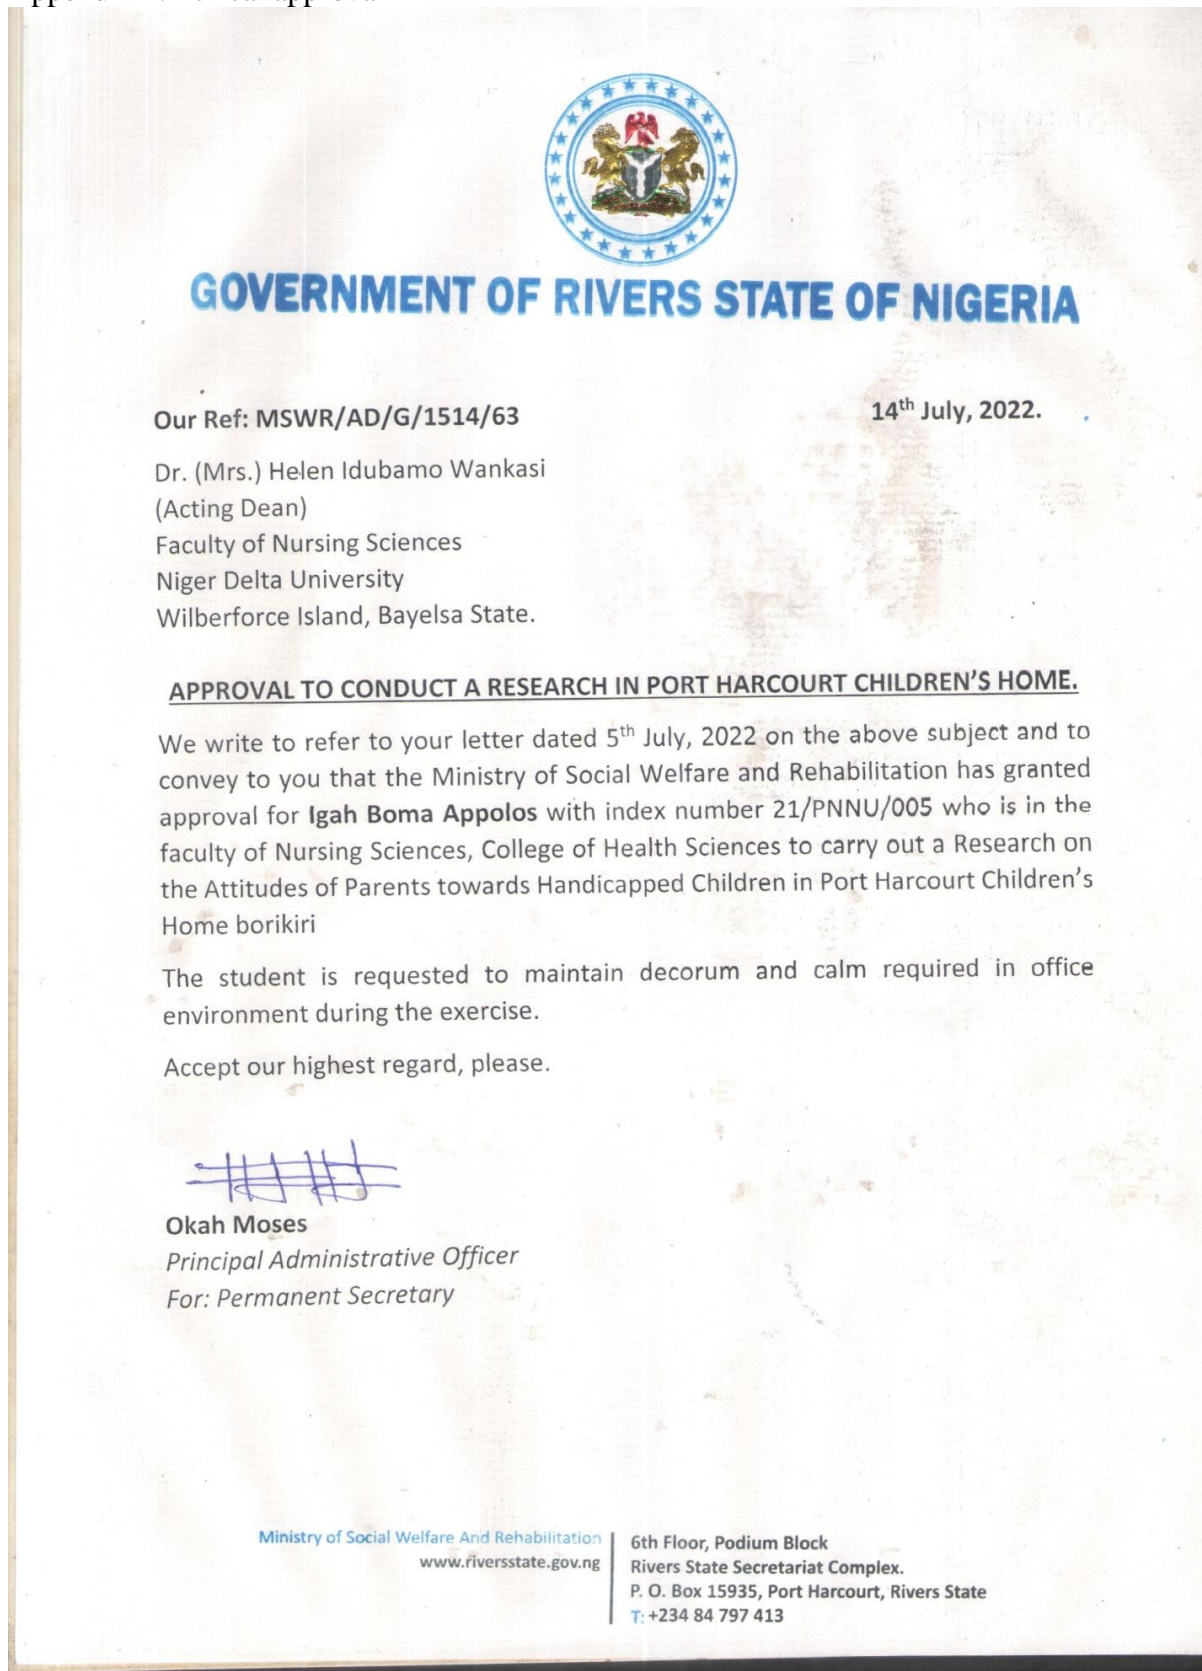 GOVERNMENT OF RIVERS STATE OF NIGERIA
Our Ref: MSWR/AD/G/1514/63
14th July, 2022.
Dr. (Mrs.) Helen Idubamo Wankasi
(Acting Dean)
Faculty of Nursing Sciences
Niger Delta University
Wilberforce Island, Bayelsa State.
APPROVAL TO CONDUCT A RESEARCH IN PORT HARCOURT CHILDREN'S HOME.
We write to refer to your letter dated 5th July, 2022 on the above subject and to
convey to you that the Ministry of Social Welfare and Rehabilitation has granted
approval for Igah Boma Appolos with index number 21/PNNU/005 who is in the
faculty of Nursing Sciences, College of Health Sciences to carry out a Research on
the Attitudes of Parents towards Handicapped Children in Port Harcourt Children's
Home borikiri
The student is requested to maintain decorum and calm required in office
environment during the exercise.
Accept our highest regard, please.
Okah Moses
Principal Administrative Officer
For: Permanent Secretary
Ministry of Social Welfare And Rehabilitation
www.riversstate.gov.ng
6th Floor, Podium Block
Rivers State Secretariat Complex.
P. O. Box 15935, Port Harcourt, Rivers State
T: +234 84 797 413